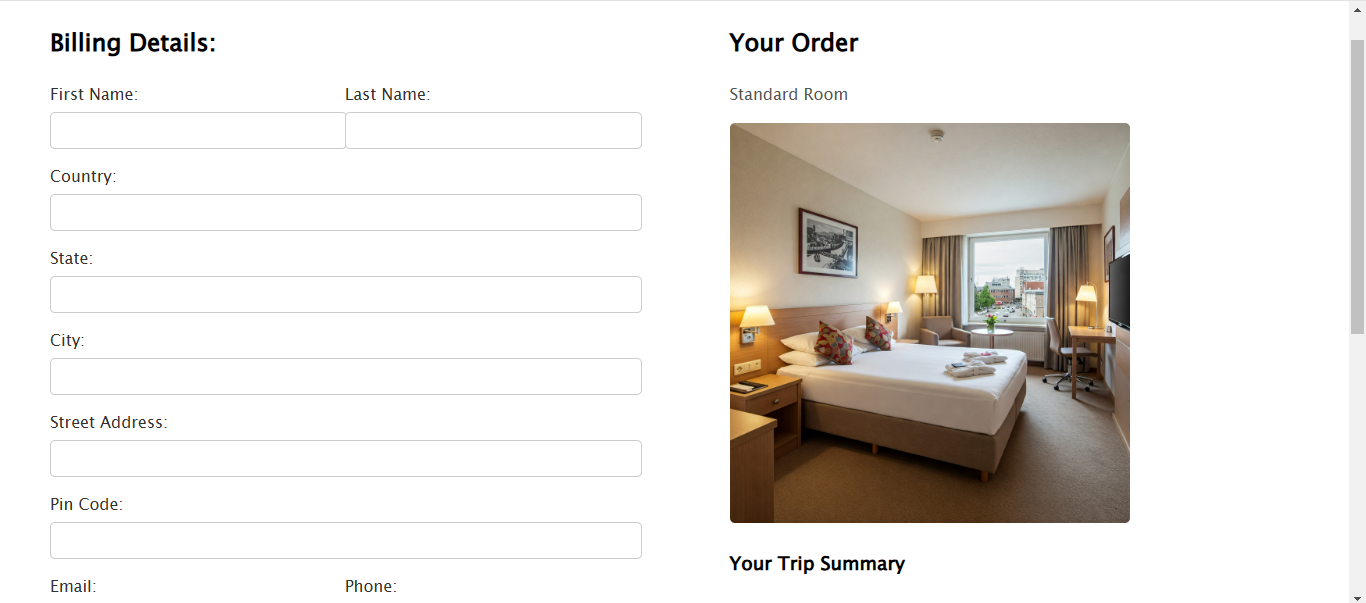 Billing Details:
First Name: Last Name:
Country:
State:
City:
Street Address:
Pin Code:
Email: Phone:
Your Order
Standard Room
Your Trip Summary